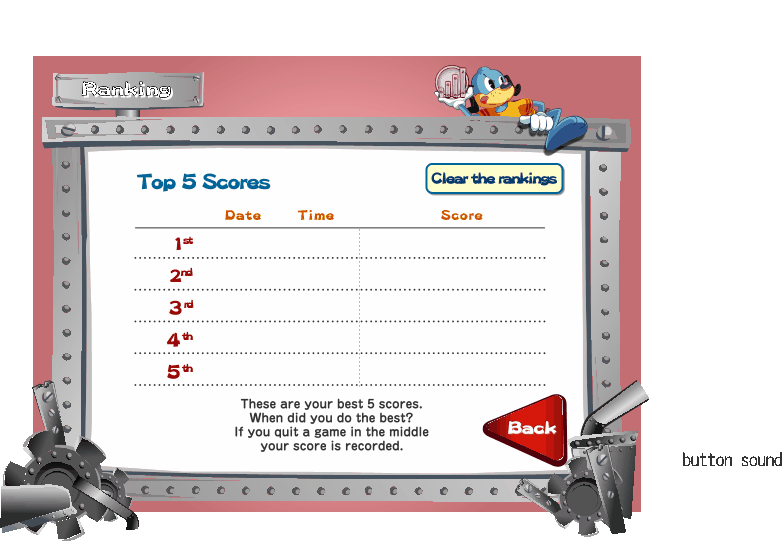 Ranking
Top 5 Scores
Clear the rankings
Date Time Score
1st
2nd
3rd
4th
5th
These are your best 5 scores.
When did you do the best?
If you quit a game in the middle
your score is recorded.
Back
button sound